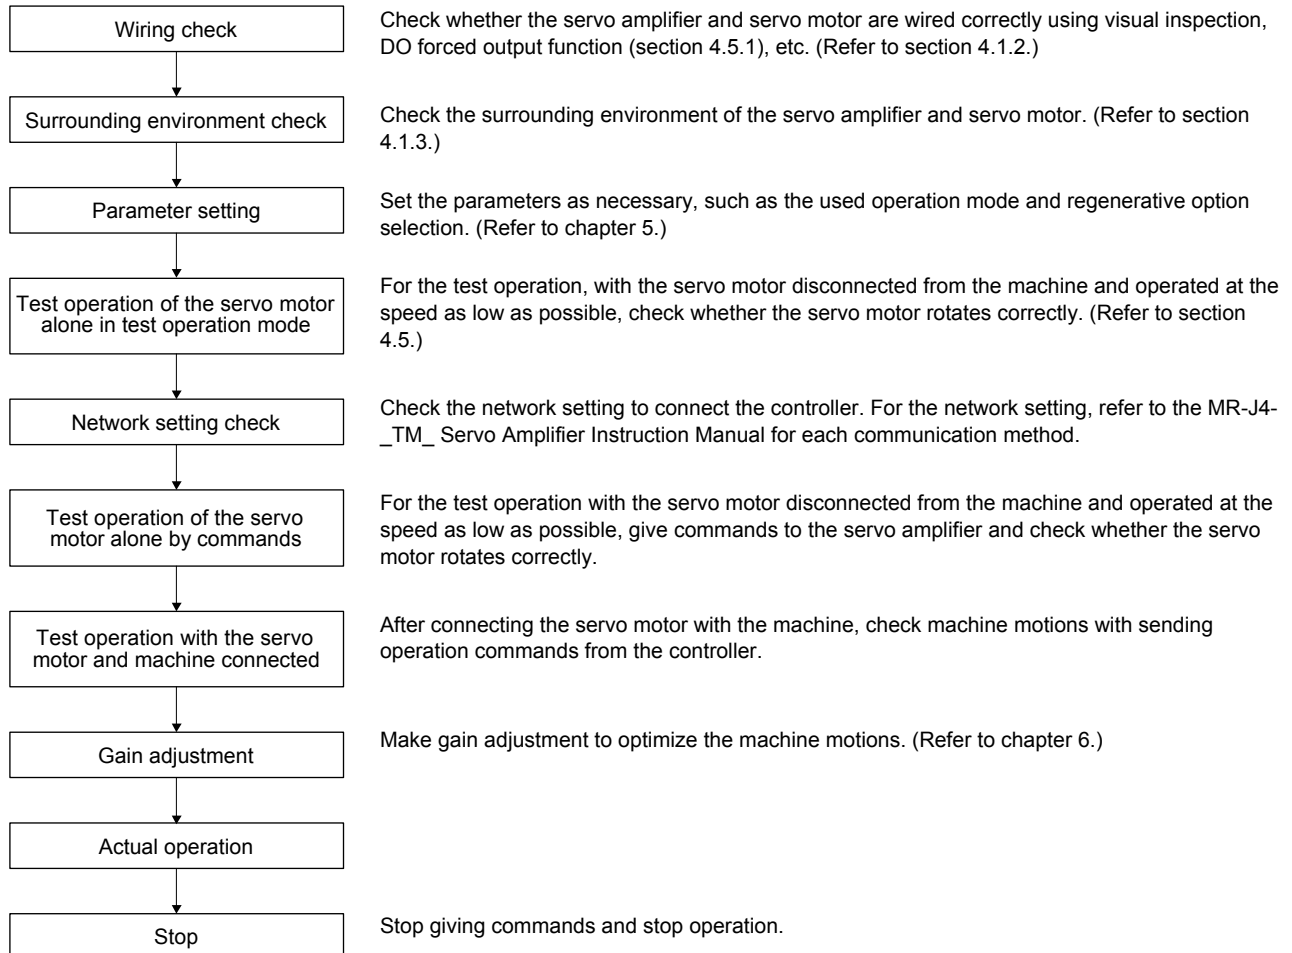 Wiring check
Check whether the servo amplifier and servo motor are wired correctly using visual inspection,
DO forced output function (section 4.5.1), etc. (Refer to section 4.1.2.)
Surrounding environment check
Check the surrounding environment of the servo amplifier and servo motor. (Refer to section
4.1.3.)
Parameter setting
Set the parameters as necessary, such as the used operation mode and regenerative option
selection. (Refer to chapter 5.)
Test operation of the servo motor
alone in test operation mode
For the test operation, with the servo motor disconnected from the machine and operated at the
speed as low as possible, check whether the servo motor rotates correctly. (Refer to section
4.5.)
Network setting check
Check the network setting to connect the controller. For the network setting, refer to the MR-J4-
_TM_ Servo Amplifier Instruction Manual for each communication method.
Test operation of the servo
motor alone by commands
For the test operation with the servo motor disconnected from the machine and operated at the
speed as low as possible, give commands to the servo amplifier and check whether the servo
motor rotates correctly.
Test operation with the servo
motor and machine connected
After connecting the servo motor with the machine, check machine motions with sending
operation commands from the controller.
Gain adjustment
Make gain adjustment to optimize the machine motions. (Refer to chapter 6.)
Actual operation
Stop
Stop giving commands and stop operation.